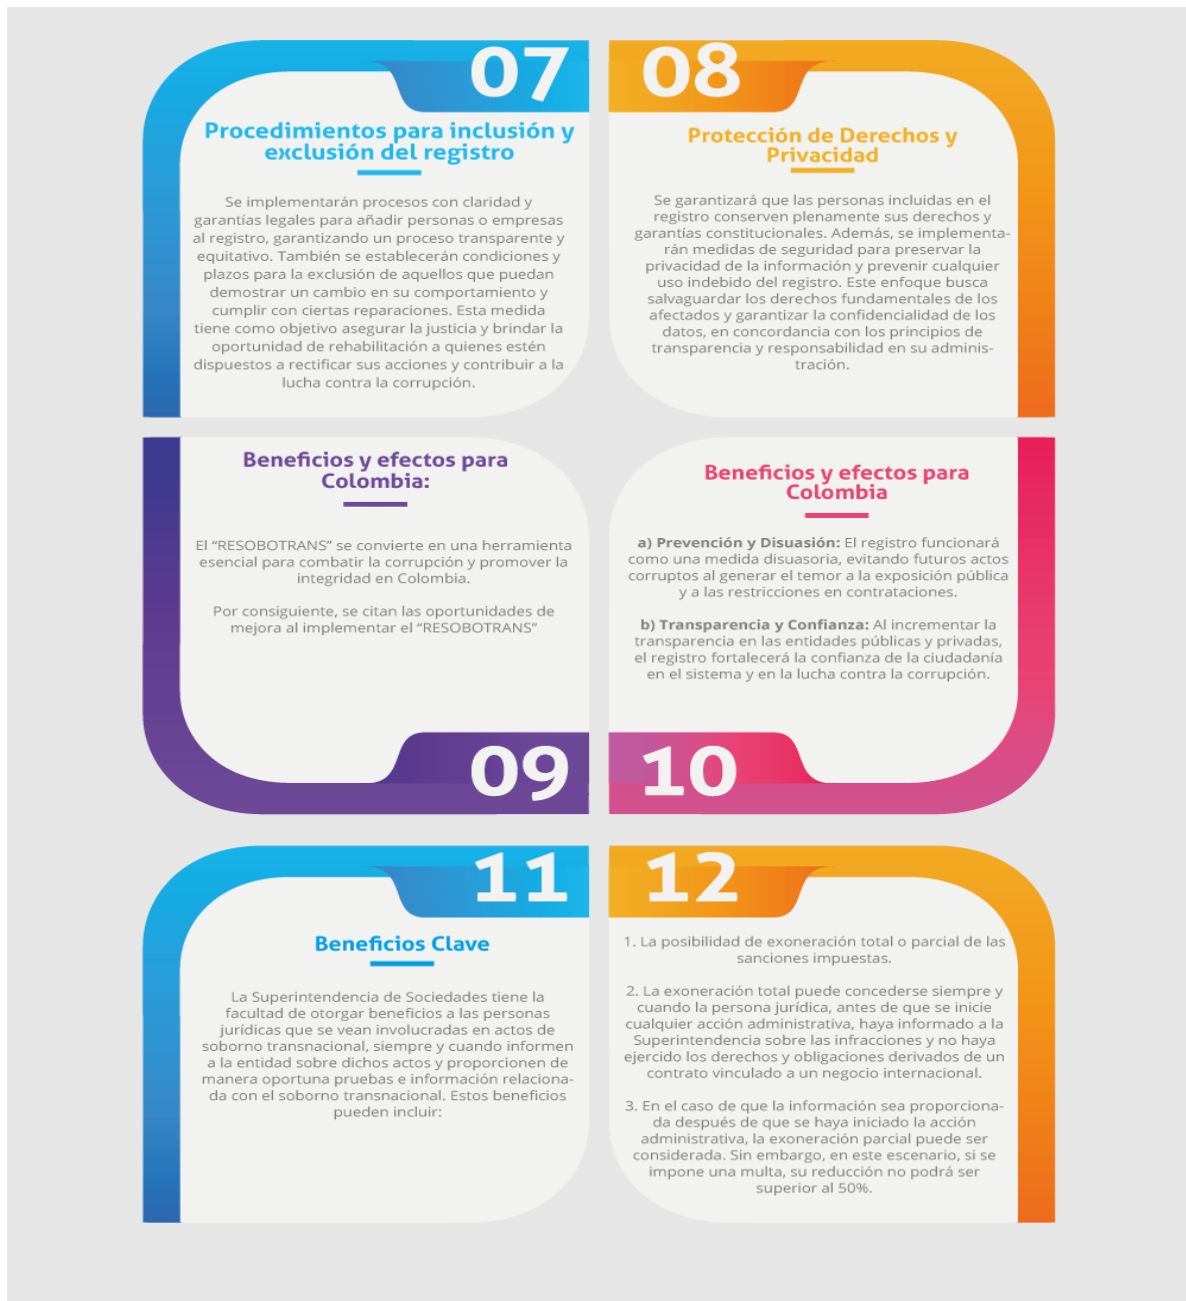 07
Procedimientos para inclusión y
exclusión del registro
Se implementarán procesos con claridad y
garantías legales para añadir personas o empresas
al registro, garantizando un proceso transparente y
equitativo. También se establecerán condiciones y
plazos para la exclusión de aquellos que puedan
demostrar un cambio en su comportamiento y
cumplir con ciertas reparaciones. Esta medida
tiene como objetivo asegurar la justicia y brindar la
oportunidad de rehabilitación a quienes estén
dispuestos a rectificar sus acciones y contribuir a la
lucha contra la corrupción.
08
Protección de Derechos y
Privacidad
Se garantizará que las personas incluidas en el
registro conserven plenamente sus derechos y
garantías constitucionales. Además, se implementa-
rán medidas de seguridad para preservar la
privacidad de la información y prevenir cualquier
uso indebido del registro. Este enfoque busca
salvaguardar los derechos fundamentales de los
afectados y garantizar la confidencialidad de los
datos, en concordancia con los principios de
transparencia y responsabilidad en su adminis-
tración.
Beneficios y efectos para
Colombia:
El “RESOBOTRANS” se convierte en una herramienta
esencial para combatir la corrupción y promover la
integridad en Colombia.
Por consiguiente, se citan las oportunidades de
mejora al implementar el “RESOBOTRANS”
09
Beneficios y efectos para
Colombia
a) Prevención y Disuasión: El registro funcionará
como una medida disuasoria, evitando futuros actos
corruptos al generar el temor a la exposición pública
y a las restricciones en contrataciones.
b) Transparencia y Confianza: Al incrementar la
transparencia en las entidades públicas y privadas,
el registro fortalecerá la confianza de la ciudadanía
en el sistema y en la lucha contra la corrupción.
10
11
Beneficios Clave
La Superintendencia de Sociedades tiene la
facultad de otorgar beneficios a las personas
jurídicas que se vean involucradas en actos de
soborno transnacional, siempre y cuando informen
a la entidad sobre dichos actos y proporcionen de
manera oportuna pruebas e información relaciona-
da con el soborno transnacional. Estos beneficios
pueden incluir:
12
1. La posibilidad de exoneración total o parcial de las
sanciones impuestas.
2. La exoneración total puede concederse siempre y
cuando la persona jurídica, antes de que se inicie
cualquier acción administrativa, haya informado a la
Superintendencia sobre las infracciones y no haya
ejercido los derechos y obligaciones derivados de un
contrato vinculado a un negocio internacional.
3. En el caso de que la información sea proporciona-
da después de que se haya iniciado la acción
administrativa, la exoneración parcial puede ser
considerada. Sin embargo, en este escenario, si se
impone una multa, su reducción no podrá ser
superior al 50%.